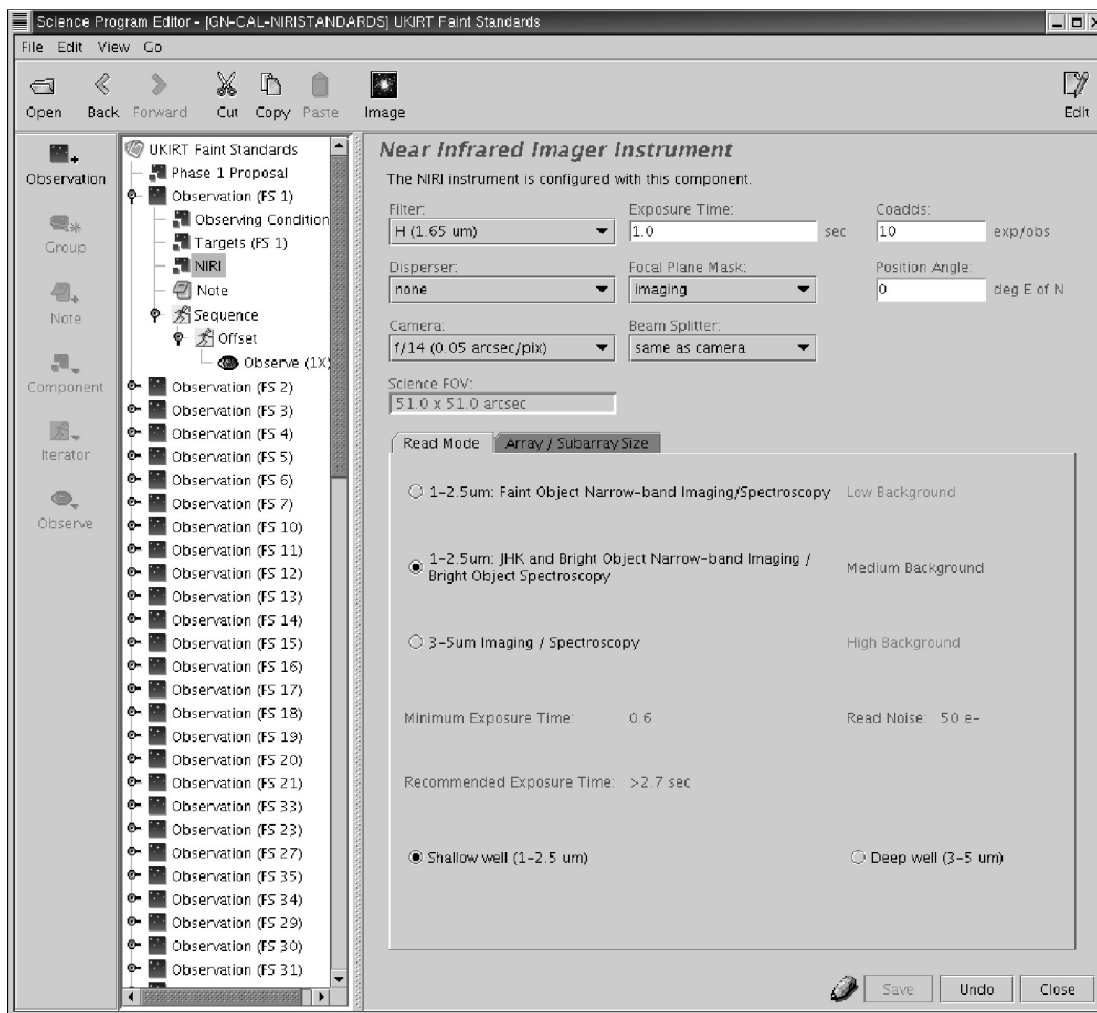 Science Program Editor - [GN-CAL-NIRISTANDARDS] UKIRT Faint Standards
File Edit View Go
Open Back Forward Cut Copy Paste Image Edit
Observation
Group
Note
Component
Iterator
Observe
UKIRT Faint Standards
Phase 1 Proposal
Observation (FS 1)
Observing Condition
Targets (FS 1)
NIRI
Note
Sequence
Offset
Observe (1X)
Observation (FS 2)
Observation (FS 3)
Observation (FS 4)
Observation (FS 5)
Observation (FS 6)
Observation (FS 7)
Observation (FS 10)
Observation (FS 11)
Observation (FS 12)
Observation (FS 13)
Observation (FS 14)
Observation (FS 15)
Observation (FS 16)
Observation (FS 17)
Observation (FS 18)
Observation (FS 19)
Observation (FS 20)
Observation (FS 21)
Observation (FS 33)
Observation (FS 23)
Observation (FS 27)
Observation (FS 35)
Observation (FS 34)
Observation (FS 29)
Observation (FS 30)
Observation (FS 31)
Near Infrared Imager Instrument
The NIRI instrument is configured with this component.
Filter: Exposure Time: Coadds:
H (1.65 um) 1.0 sec 10 exp/obs
Disperser: Focal Plane Mask: Position Angle:
none imaging 0 deg E of N
Camera: Beam Splitter:
f/14 (0.05 arcsec/pix) same as camera
Science FOV:
51.0 x 51.0 arcsec
Read Mode Array / Subarray Size
1-2.5um: Faint Object Narrow-band Imaging/Spectroscopy Low Background
1-2.5um: JHK and Bright Object Narrow-band Imaging /
Bright Object Spectroscopy Medium Background
3-5um Imaging / Spectroscopy High Background
Minimum Exposure Time: 0.6 Read Noise: 50 e-
Recommended Exposure Time: >2.7 sec
Shallow well (1-2.5 um) Deep well (3-5 um)
Save Undo Close